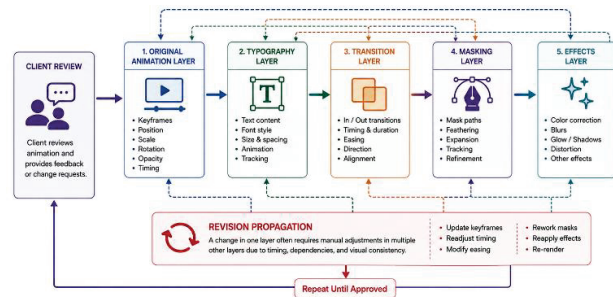 CLIENT REVIEW
Client reviews
animation and
provides feedback
or change requests.
1. ORIGINAL
ANIMATION LAYER
• Keyframes
• Position
• Scale
• Rotation
• Opacity
• Timing
2. TYPOGRAPHY
LAYER
T
• Text content
• Font style
• Size & spacing
• Animation
• Tracking
3. TRANSITION
LAYER
• In / Out transitions
• Timing & duration
• Easing
• Direction
• Alignment
4. MASKING
LAYER
• Mask paths
• Feathering
• Expansion
• Tracking
• Refinement
5. EFFECTS
LAYER
• Color correction
• Blurs
• Glow / Shadows
• Distortion
• Other effects
REVISION PROPAGATION
A change in one layer often requires manual adjustments in multiple
other layers due to timing, dependencies, and visual consistency.
• Update keyframes
• Readjust timing
• Modify easing
• Rework masks
• Reapply effects
• Re-render
Repeat Until Approved